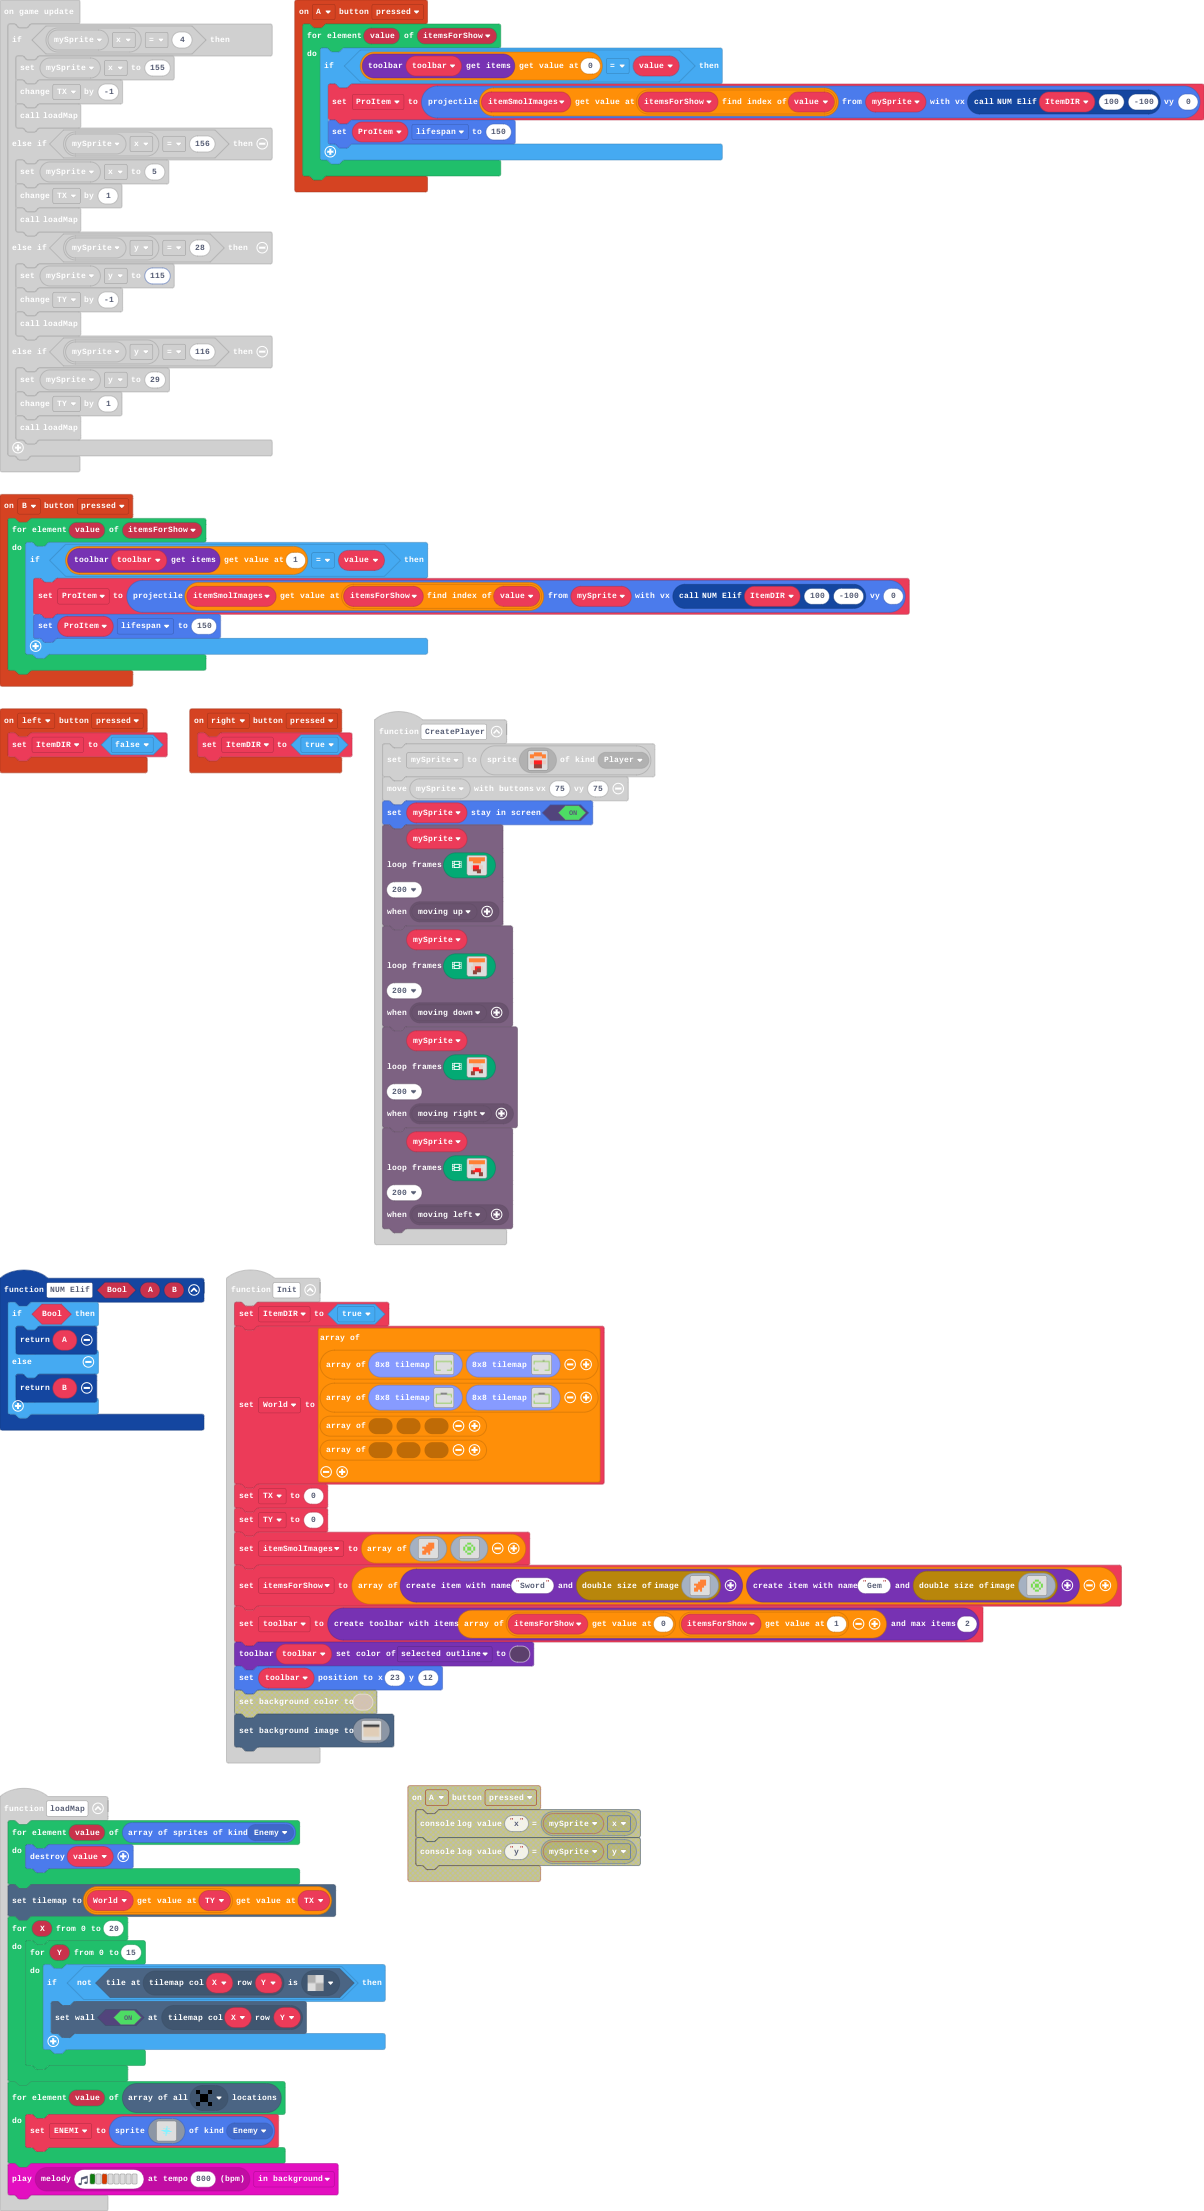 on game update
if mySprite x = 4 then
set mySprite x to 155
change TX by -1
call loadMap
else if mySprite x = 156 then
set mySprite x to 5
change TX by 1
call loadMap
else if mySprite y = 28 then
set mySprite y to 115
change TY by -1
call loadMap
else if mySprite y = 116 then
set mySprite y to 29
change TY by 1
call loadMap
on A button pressed
for element value of itemsForShow
do
if toolbar toolbar get items get value at 0 = value then
set ProItem to projectile itemSmolImages get value at itemsForShow find index of value from mySprite with vx call NUM Elif ItemDIR 100 -100 vy 0
set ProItem lifespan to 150
on B button pressed
for element value of itemsForShow
do
if toolbar toolbar get items get value at 1 = value then
set ProItem to projectile itemSmolImages get value at itemsForShow find index of value from mySprite with vx call NUM Elif ItemDIR 100 -100 vy 0
set ProItem lifespan to 150
on left button pressed
set ItemDIR to false
on right button pressed
set ItemDIR to true
function CreatePlayer
set mySprite to sprite of kind Player
move mySprite with buttons vx 75 vy 75
set mySprite stay in screen ON
mySprite
loop frames
200
when moving up
mySprite
loop frames
200
when moving down
mySprite
loop frames
200
when moving right
mySprite
loop frames
200
when moving left
function NUM Elif Bool A B
if Bool then
return A
else
return B
function Init
set ItemDIR to true
array of
array of 8x8 tilemap 8x8 tilemap
set World to
array of 8x8 tilemap 8x8 tilemap
array of
array of
set TX to 0
set TY to 0
set itemSmolImages to array of
set itemsForShow to array of create item with name "Sword" and double size of image create item with name "Gem" and double size of image
set toolbar to create toolbar with items array of itemsForShow get value at 0 itemsForShow get value at 1 and max items 2
toolbar toolbar set color of selected outline to
set toolbar position to x 23 y 12
set background color to
set background image to
function loadMap
for element value of array of sprites of kind Enemy
do
destroy value
set tilemap to World get value at TY get value at TX
for X from 0 to 20
do
for Y from 0 to 15
do
if not tile at tilemap col X row Y is then
set wall ON at tilemap col X row Y
for element value of array of all locations
do
set ENEMI to sprite of kind Enemy
play melody at tempo 800 (bpm) in background
on A button pressed
console log value "x" = mySprite x
console log value "y" = mySprite y